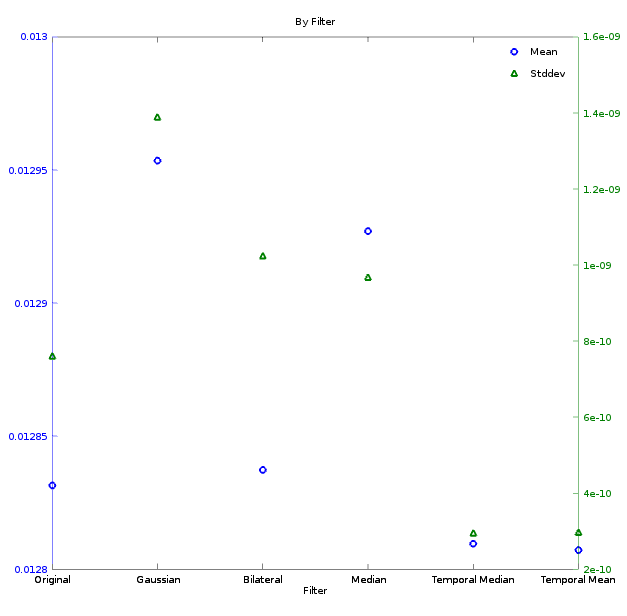 By Filter
0.013
0.01295
0.0129
0.01285
0.0128
1.6e-09
1.4e-09
1.2e-09
1e-09
8e-10
6e-10
4e-10
2e-10
Mean
Stddev
Original Gaussian Bilateral Median Temporal Median Temporal Mean
Filter